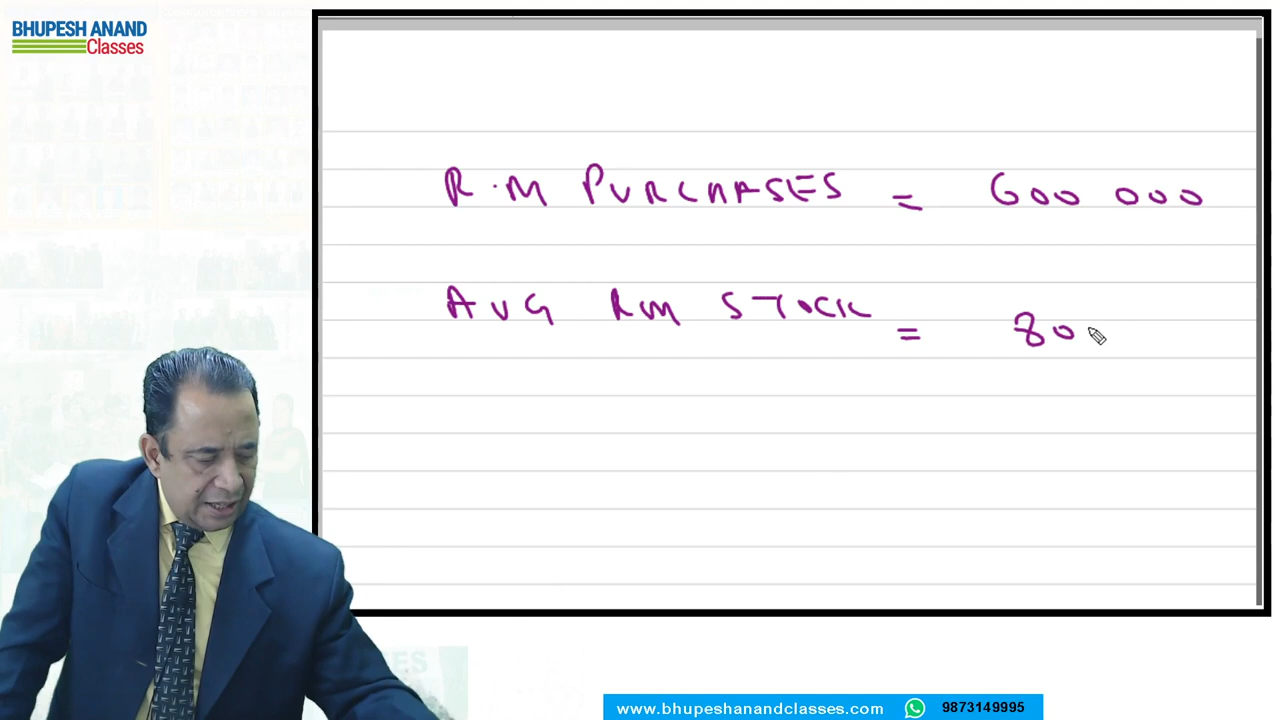 BHUPESH ANAND
Classes
R.M PURCHASES = 600 000
AVG RM STOCK = 80
www.bhupeshanandclasses.com 9873149995